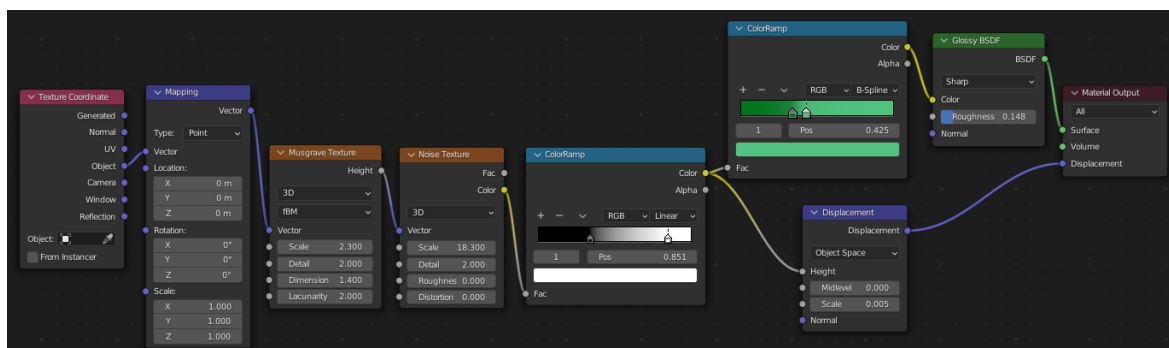 Texture Coordinate
Generated
Normal
UV
Object
Camera
Window
Reflection
Object:
From Instancer
Mapping
Vector
Type: Point
Vector
Location:
X 0 m
Y 0 m
Z 0 m
Rotation:
X 0°
Y 0°
Z 0°
Scale:
X 1.000
Y 1.000
Z 1.000
Musgrave Texture
Height
3D
fBM
Vector
Scale 2.300
Detail 2.000
Dimension 1.400
Lacunarity 2.000
Noise Texture
Fac
Color
3D
Vector
Scale 18.300
Detail 2.000
Roughnes 0.000
Distortion 0.000
ColorRamp
Color
Alpha
RGB Linear
1 Pos 0.851
Fac
ColorRamp
Color
Alpha
RGB B-Spline
1 Pos 0.425
Fac
Displacement
Displacement
Object Space
Height
Midlevel 0.000
Scale 0.005
Normal
Glossy BSDF
BSDF
Sharp
Color
Roughness 0.148
Normal
Material Output
All
Surface
Volume
Displacement